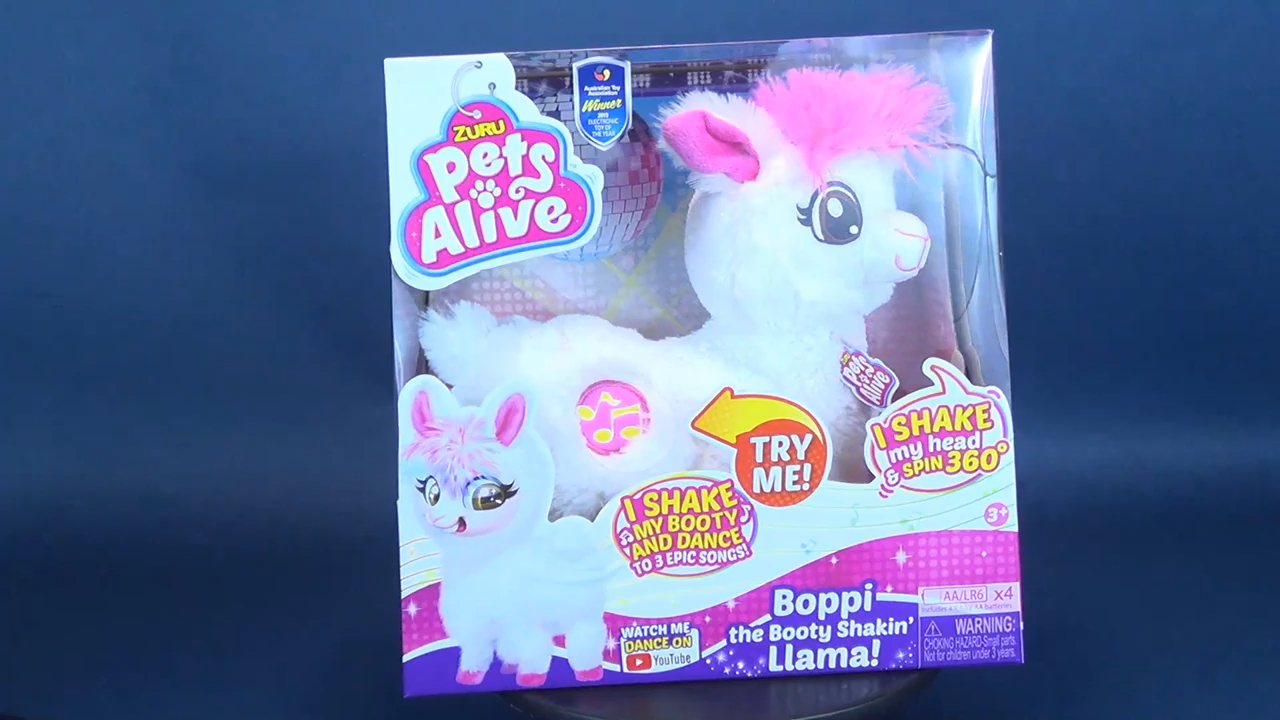 ZURU
Pets
Alive
Australian Toy
Association
Winner
2019
ELECTRONIC
TOY OF
THE YEAR
Pets
Alive
I SHAKE
my head
& SPIN 360°
TRY
ME!
I SHAKE
MY BOOTY
AND DANCE
TO 3 EPIC SONGS!
3+
AA/LR6 x4
batteries
Boppi
the Booty Shakin'
Llama!
WATCH ME
DANCE ON
YouTube
WARNING:
CHOKING HAZARD-Small parts
Not for children under 3 years.